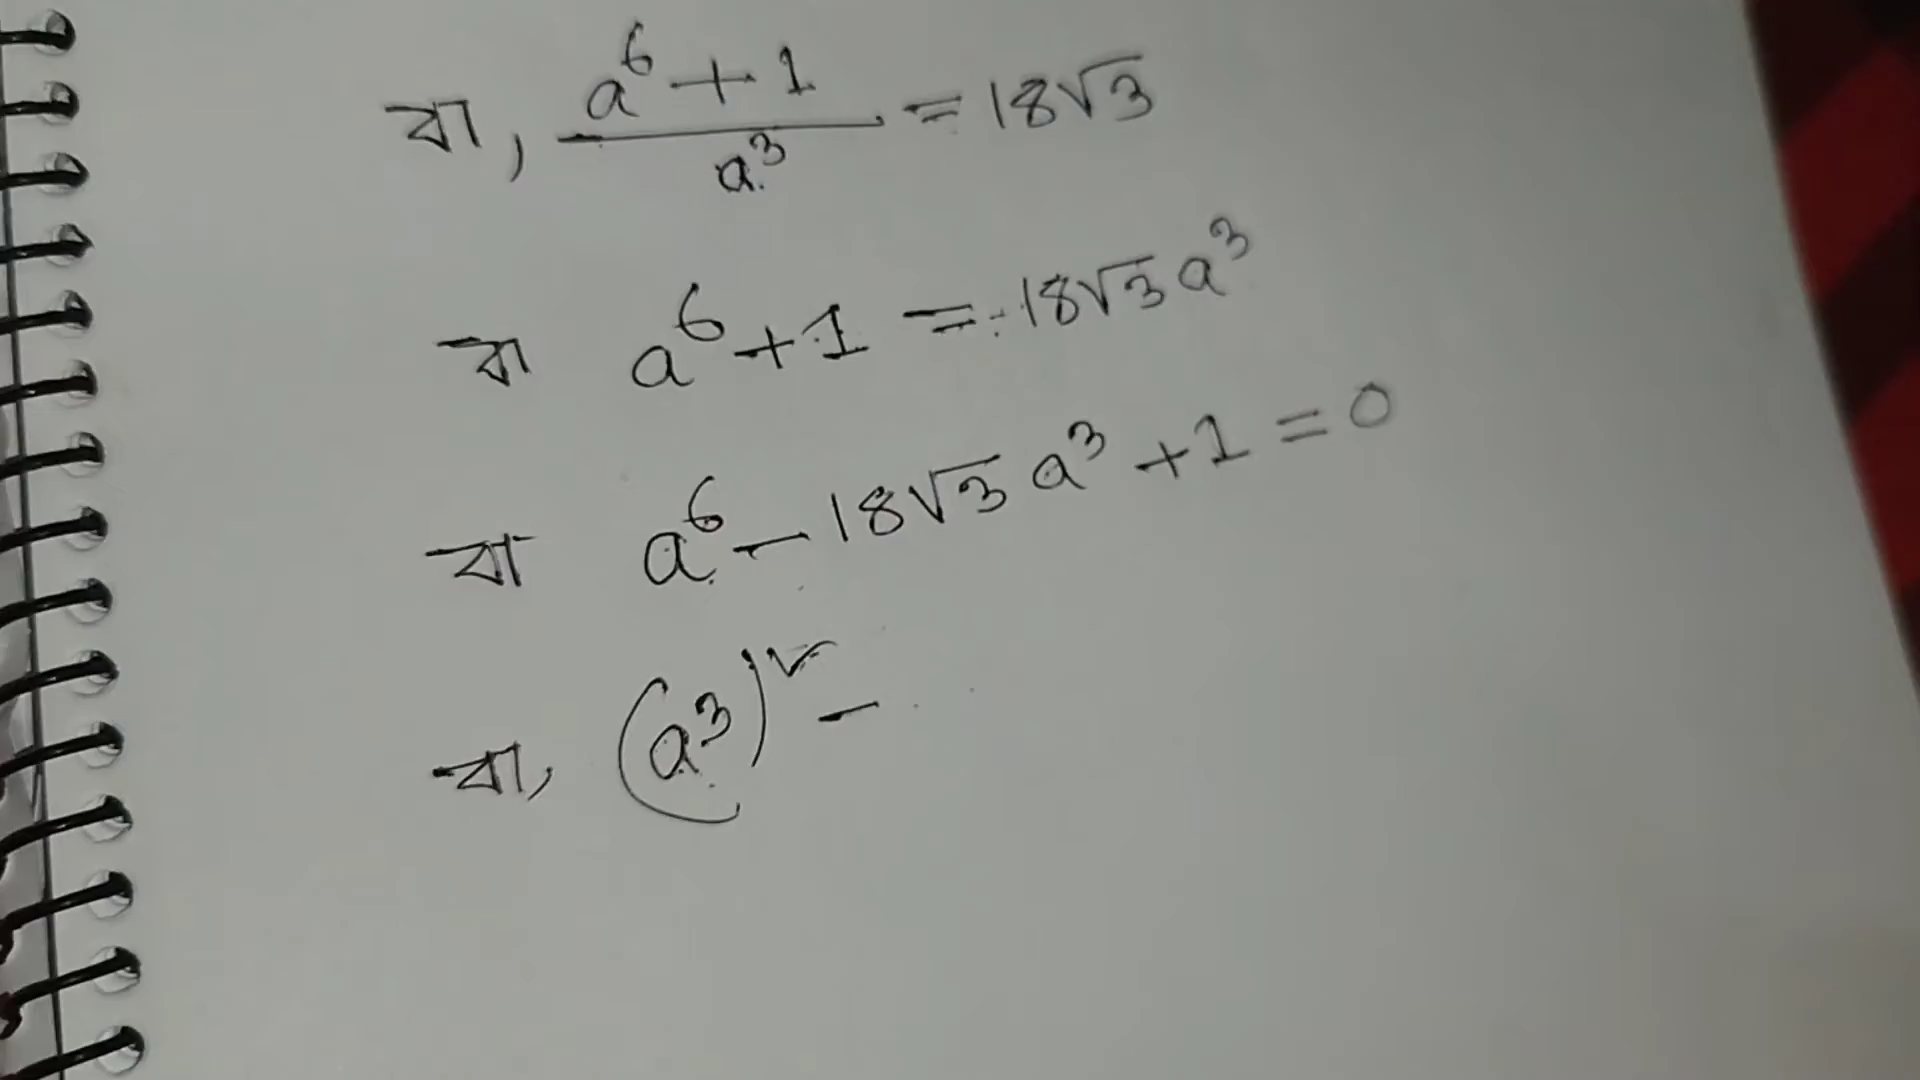 বা, a⁶+1/a³ = 18√3
বা a⁶+1 = 18√3 a³
বা a⁶ - 18√3 a³ + 1 = 0
বা, (a³)² -